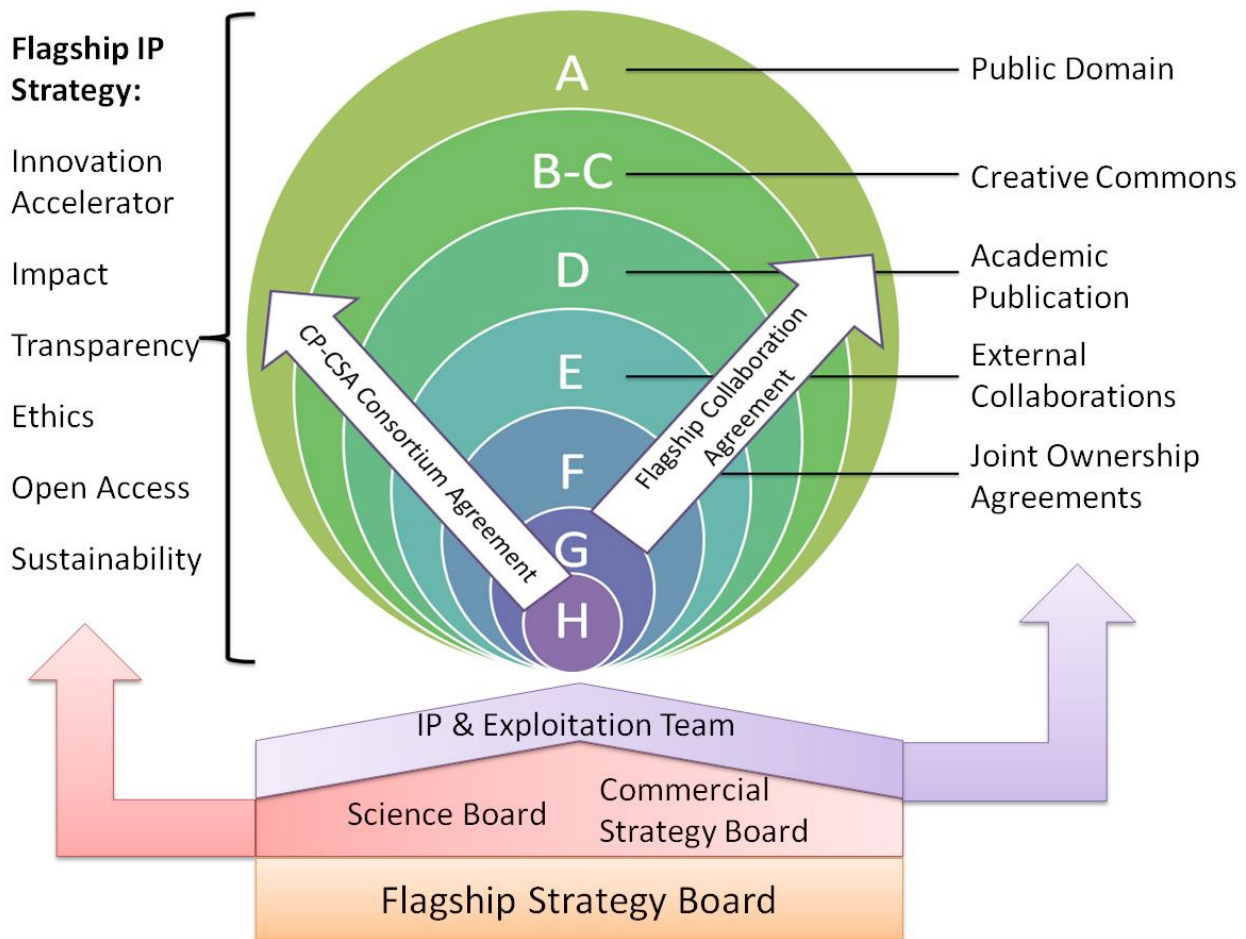 Flagship IP
Strategy:
Innovation
Accelerator
Impact
Transparency
Ethics
Open Access
Sustainability
A
B-C
D
E
F
G
H
CP-CSA Consortium Agreement
Flagship Collaboration
Agreement
Public Domain
Creative Commons
Academic
Publication
External
Collaborations
Joint Ownership
Agreements
IP & Exploitation Team
Science Board
Commercial
Strategy Board
Flagship Strategy Board